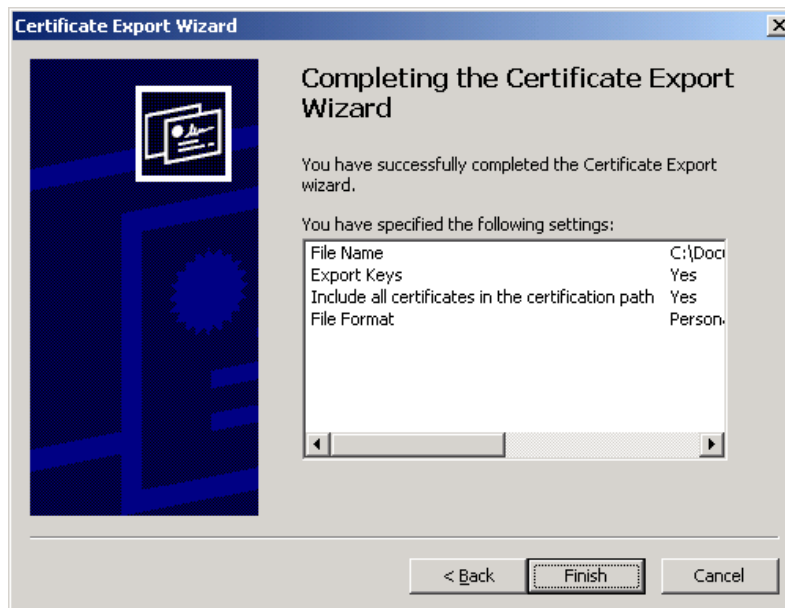 Certificate Export Wizard
Completing the Certificate Export
Wizard
You have successfully completed the Certificate Export
wizard.
You have specified the following settings:
File Name C:\Docu
Export Keys Yes
Include all certificates in the certification path Yes
File Format Person
< Back Finish Cancel